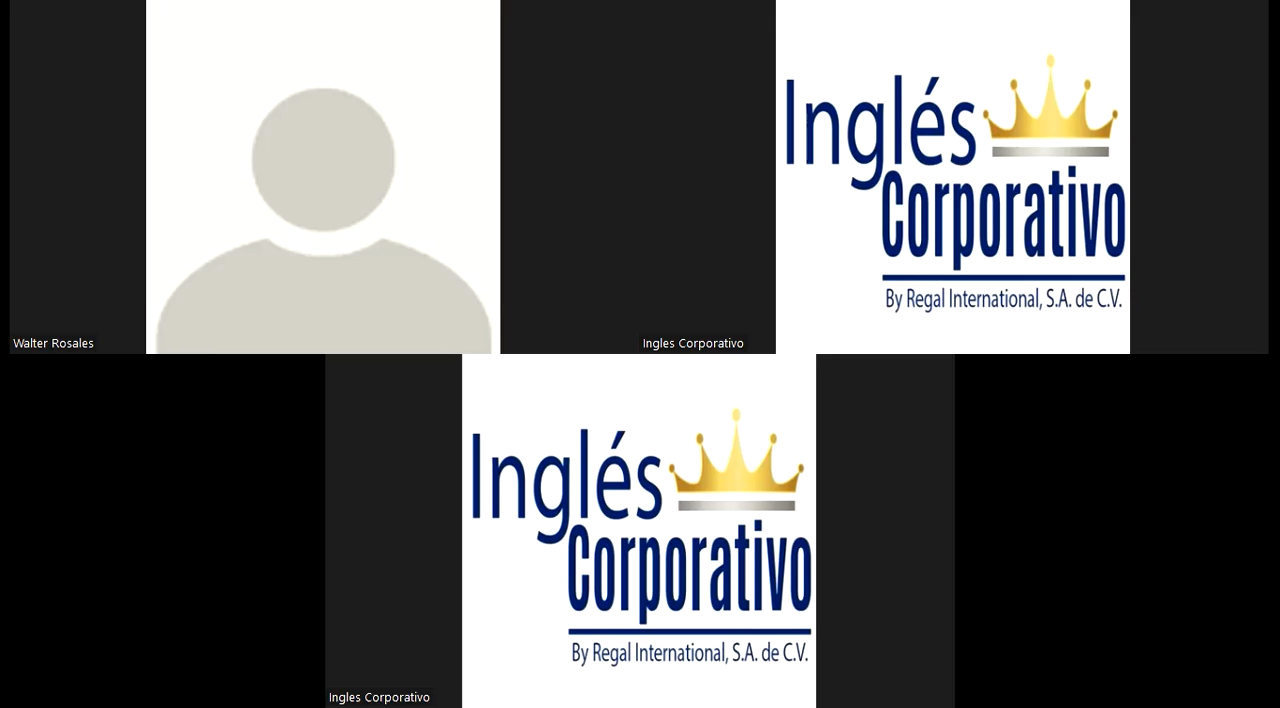 Inglés
Corporativo
By Regal International, S.A. de C.V.
Walter Rosales
Ingles Corporativo
Inglés
Corporativo
By Regal International, S.A. de C.V.
Ingles Corporativo